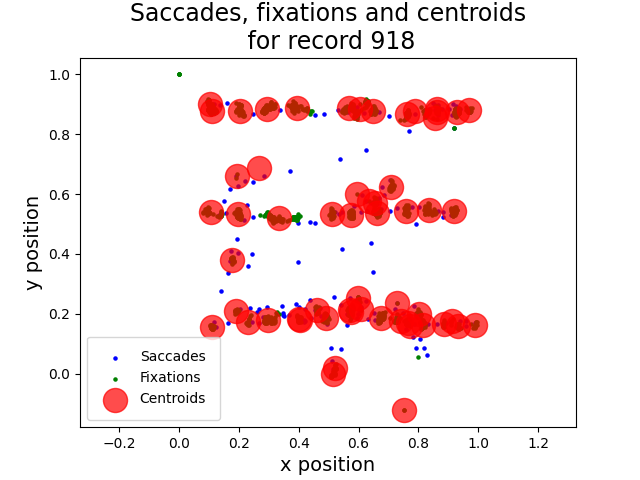 Saccades, fixations and centroids
for record 918
y position
1.0
0.8
0.6
0.4
0.2
0.0
Saccades
Fixations
Centroids
−0.2 0.0 0.2 0.4 0.6 0.8 1.0 1.2
x position